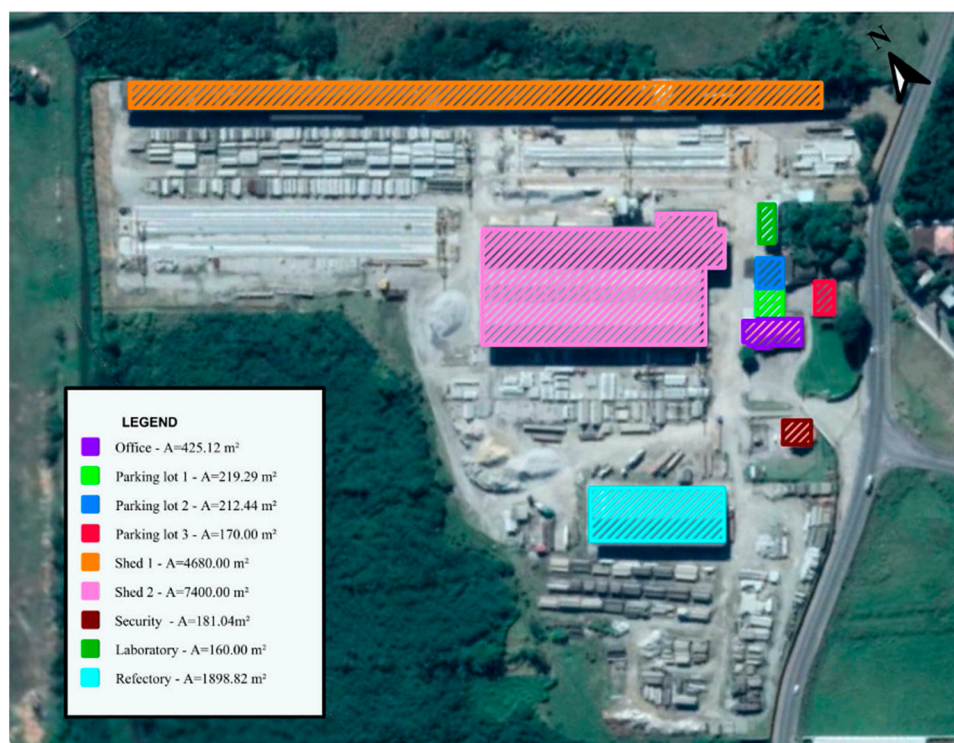 N
LEGEND
Office - A=425.12 m²
Parking lot 1 - A=219.29 m²
Parking lot 2 - A=212.44 m²
Parking lot 3 - A=170.00 m²
Shed 1 - A=4680.00 m²
Shed 2 - A=7400.00 m²
Security - A=181.04m²
Laboratory - A=160.00 m²
Refectory - A=1898.82 m²